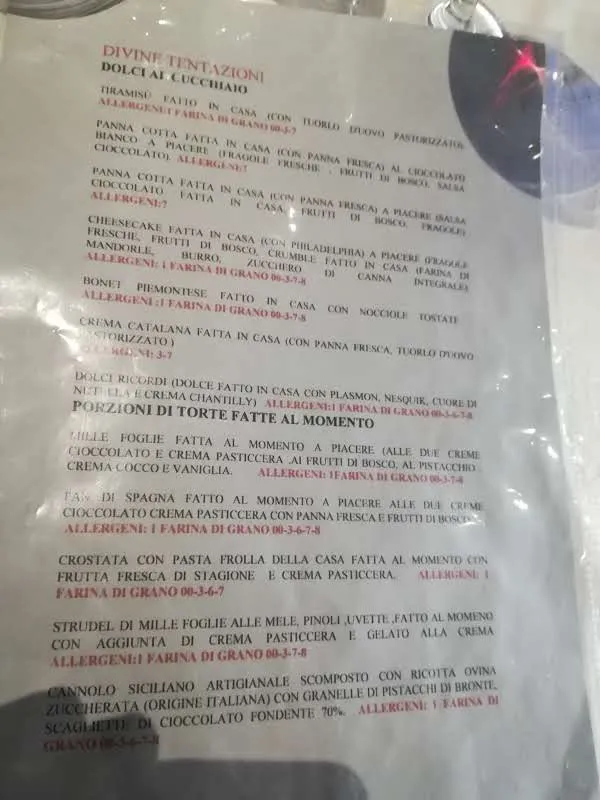 DIVINE TENTAZIONI
DOLCI AL CUCCHIAIO
TIRAMISÙ FATTO IN CASA (CON TUORLO D'UOVO PASTORIZZATO)
ALLERGENI:1 FARINA DI GRANO 00-3-7
PANNA COTTA FATTA IN CASA (CON PANNA FRESCA) AL CIOCCOLATO
BIANCO A PIACERE (FRAGOLE FRESCHE , FRUTTI DI BOSCO, SALSA
CIOCCOLATO). ALLERGENI:7
PANNA COTTA FATTA IN CASA (CON PANNA FRESCA) A PIACERE (SALSA
CIOCCOLATO FATTA IN CASA, FRUTTI DI BOSCO, FRAGOLE)
ALLERGENI:7
CHEESECAKE FATTA IN CASA (CON PHILADELPHIA) A PIACERE (FRAGOLE
FRESCHE, FRUTTI DI BOSCO, CRUMBLE FATTO IN CASA (FARINA DI
MANDORLE, BURRO, ZUCCHERO DI CANNA INTEGRALE)
ALLERGENI: 1 FARINA DI GRANO 00-3-7-8
BONET PIEMONTESE FATTO IN CASA CON NOCCIOLE TOSTATE
ALLERGENI :1 FARINA DI GRANO 00-3-7-8
CREMA CATALANA FATTA IN CASA (CON PANNA FRESCA, TUORLO D'UOVO
PASTORIZZATO )
ALLERGENI: 3-7
DOLCI RICORDI (DOLCE FATTO IN CASA CON PLASMON, NESQUIK, CUORE DI
NUTELLA E CREMA CHANTILLY) ALLERGENI:1 FARINA DI GRANO 00-3-6-7-8
PORZIONI DI TORTE FATTE AL MOMENTO
MILLE FOGLIE FATTA AL MOMENTO A PIACERE (ALLE DUE CREME
CIOCCOLATO E CREMA PASTICCERA ,AI FRUTTI DI BOSCO, AL PISTACCHIO
CREMA COCCO E VANIGLIA. ALLERGENI: 1FARINA DI GRANO 00-3-7-8
PAN DI SPAGNA FATTO AL MOMENTO A PIACERE ALLE DUE CREME
CIOCCOLATO CREMA PASTICCERA CON PANNA FRESCA E FRUTTI DI BOSCO
ALLERGENI: 1 FARINA DI GRANO 00-3-6-7-8
CROSTATA CON PASTA FROLLA DELLA CASA FATTA AL MOMENTO CON
FRUTTA FRESCA DI STAGIONE E CREMA PASTICCERA. ALLERGENI: 1
FARINA DI GRANO 00-3-6-7
STRUDEL DI MILLE FOGLIE ALLE MELE, PINOLI ,UVETTE ,FATTO AL MOMENO
CON AGGIUNTA DI CREMA PASTICCERA E GELATO ALLA CREMA
ALLERGENI:1 FARINA DI GRANO 00-3-7-8
CANNOLO SICILIANO ARTIGIANALE SCOMPOSTO CON RICOTTA OVINA
ZUCCHERATA (ORIGINE ITALIANA) CON GRANELLE DI PISTACCHI DI BRONTE,
SCAGLIETTE DI CIOCCOLATO FONDENTE 70%. ALLERGENI: 1 FARINA DI
GRANO 00-3-6-7-8